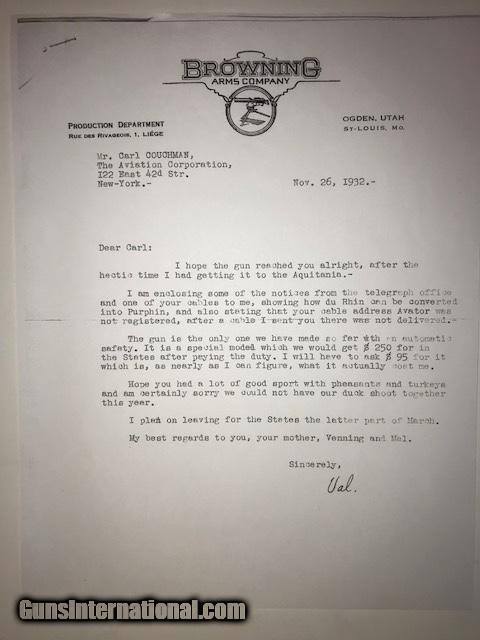 BROWNING
ARMS COMPANY
PRODUCTION DEPARTMENT
RUE DES RIVAGEOIS, 1, LIÉGE
OGDEN, UTAH
ST-LOUIS, MO.
Mr. Carl COUCHMAN,
The Aviation Corporation,
I22 East 42d Str.
New-York.-
Nov. 26, 1932.-
Dear Carl:
I hope the gun reached you alright, after the
hectic time I had getting it to the Aquitania.-
I am enclosing some of the notices from the telegraph office
and one of your cables to me, showing how du Rhin can be converted
into Purphin, and also stating that your cable address Avator was
not registered, after a cable I sent you there was not delivered.-
The gun is the only one we have made so far with an automatic
safaty. It is a special model which we would get $ 250 for in
the States after paying the duty. I will have to ask $ 95 for it
which is, as nearly as I can figure, what it actually cost me.
Hope you had a lot of good sport with pheasants and turkeys
and am certainly sorry we could not have our duck shoot together
this year.
I plan on leaving for the States the latter part of March.
My best regards to you, your mother, Venning and Mel.
Sincerely,
Val.
GunsInternational.com